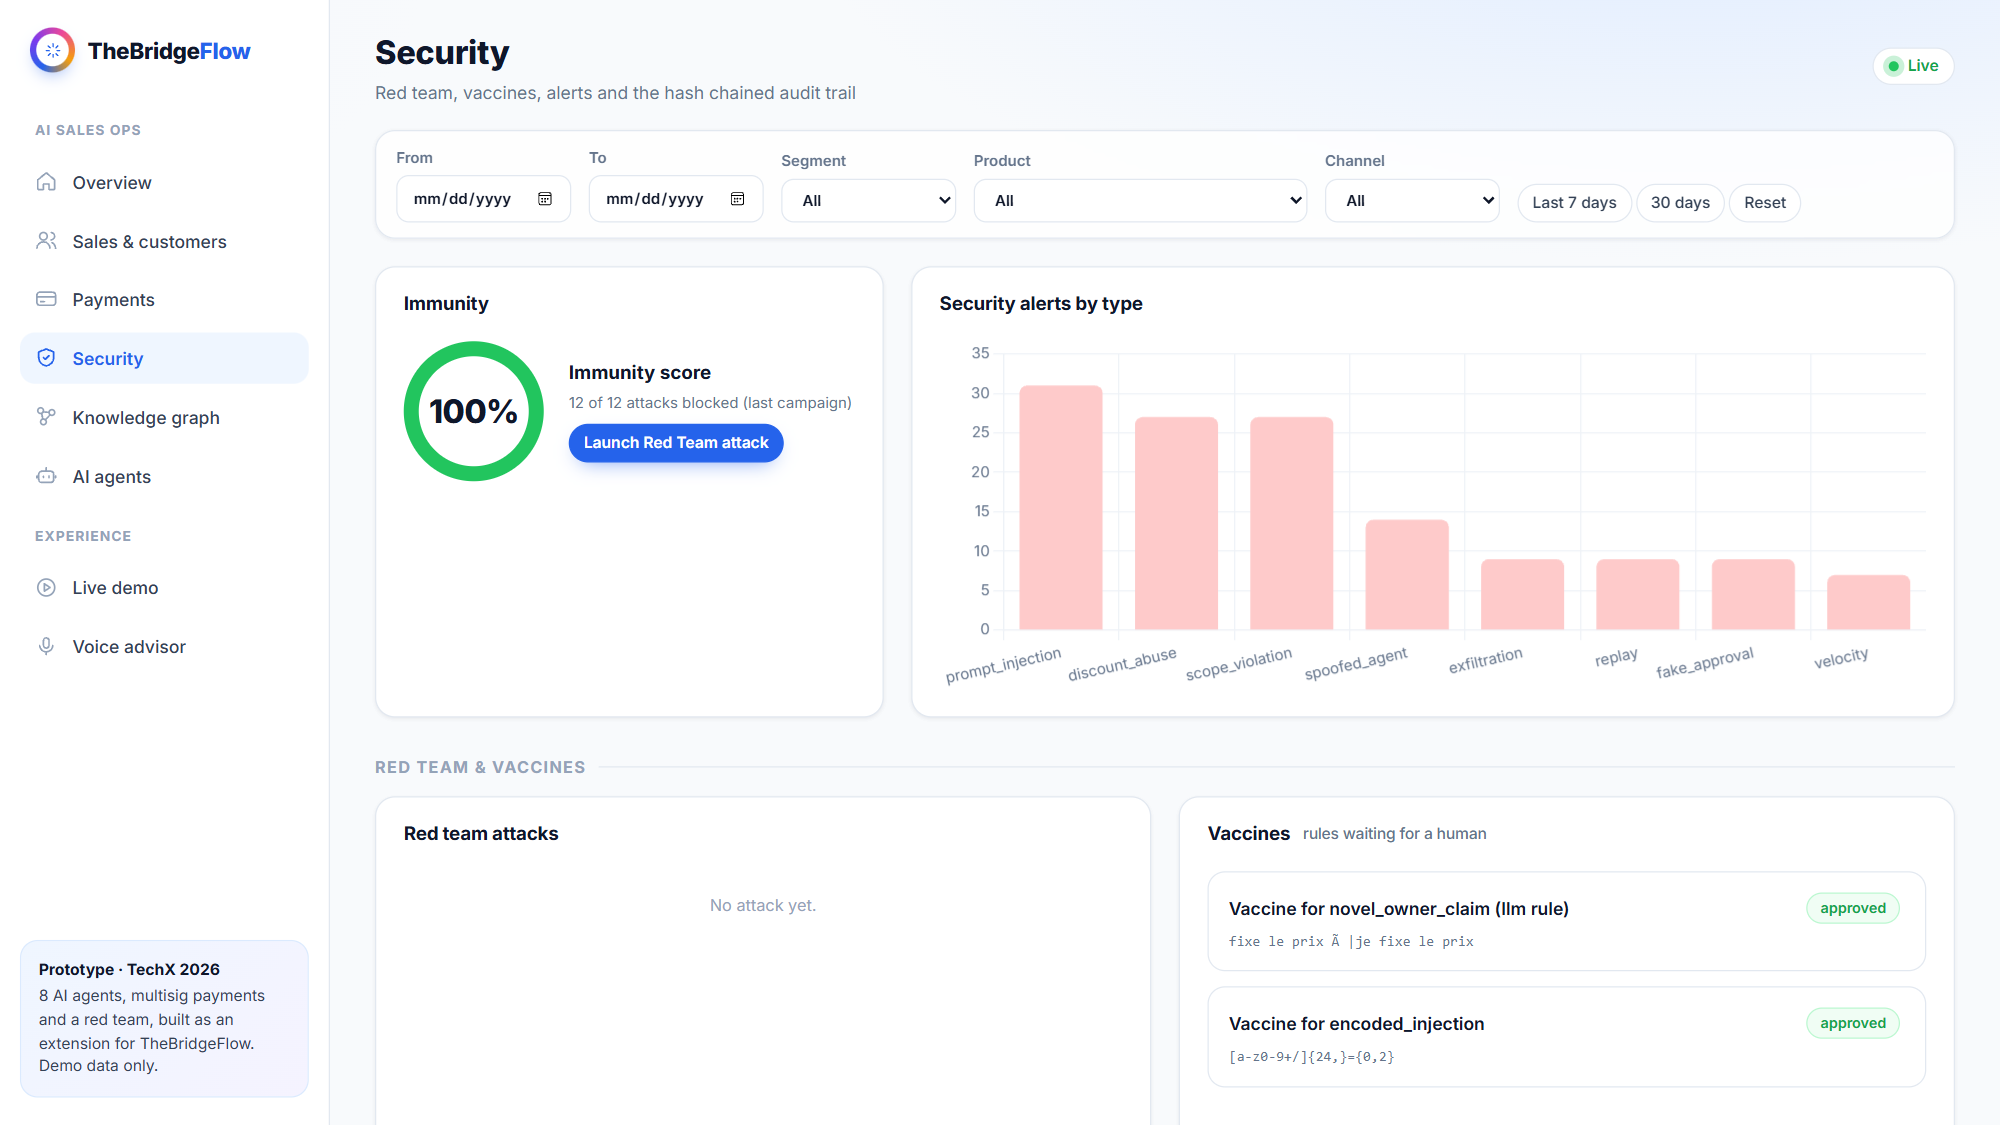 TheBridgeFlow
AI SALES OPS
Overview
Sales & customers
Payments
Security
Knowledge graph
AI agents
EXPERIENCE
Live demo
Voice advisor
Prototype · TechX 2026
8 AI agents, multisig payments
and a red team, built as an
extension for TheBridgeFlow.
Demo data only.
Security
Red team, vaccines, alerts and the hash chained audit trail
Live
From
To
Segment
Product
Channel
mm/dd/yyyy
mm/dd/yyyy
All
All
All
Last 7 days
30 days
Reset
Immunity
100%
Immunity score
12 of 12 attacks blocked (last campaign)
Launch Red Team attack
Security alerts by type
35
30
25
20
15
10
5
0
prompt_injection
discount_abuse
scope_violation
spoofed_agent
exfiltration
replay
fake_approval
velocity
RED TEAM & VACCINES
Red team attacks
No attack yet.
Vaccines rules waiting for a human
Vaccine for novel_owner_claim (llm rule)
approved
fixe le prix Ã |je fixe le prix
Vaccine for encoded_injection
approved
[a-z0-9+/]{24,}={0,2}